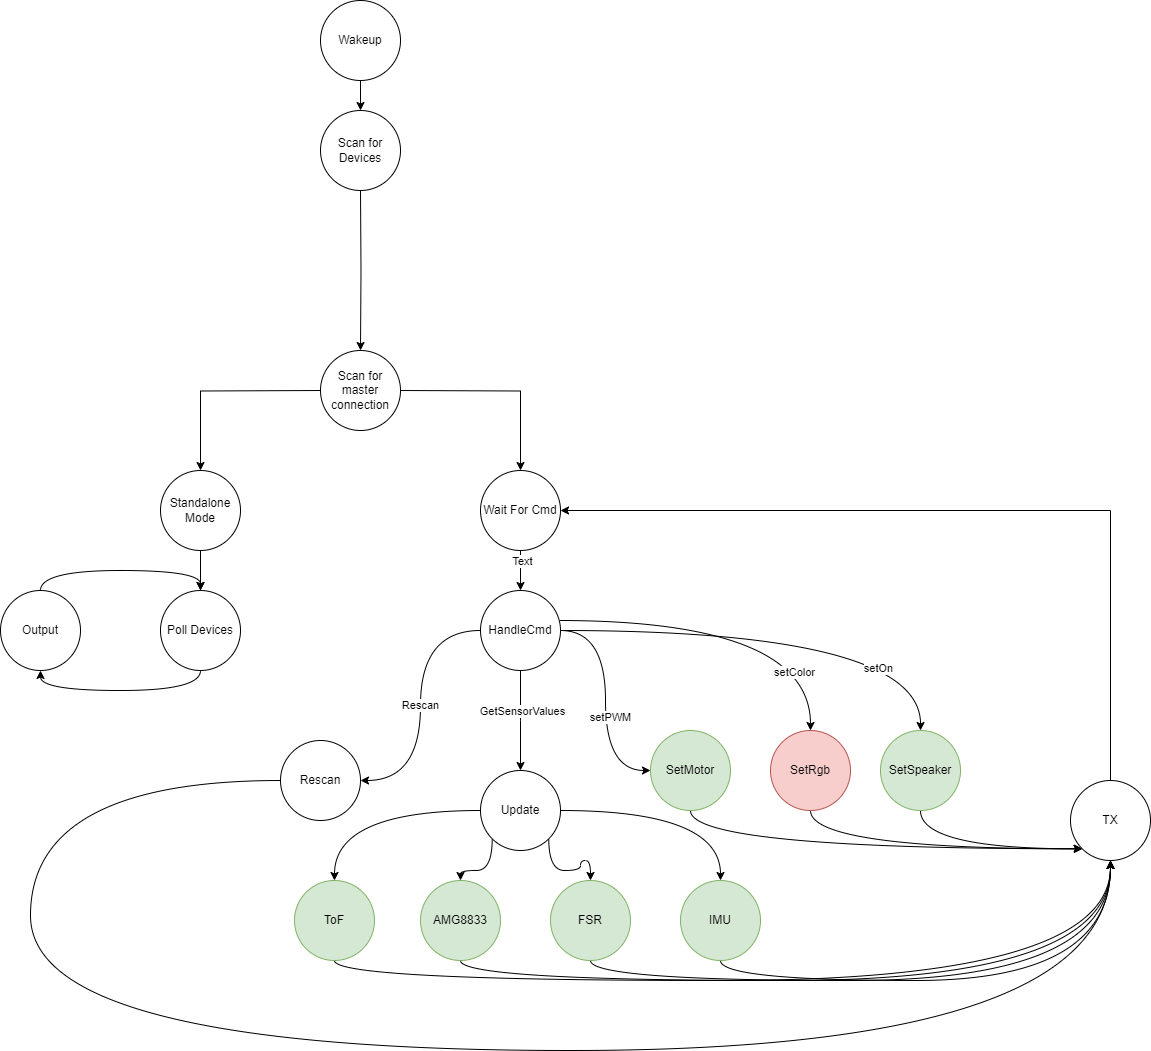 Wakeup
Scan for
Devices
Scan for
master
connection
Standalone
Mode
Wait For Cmd
Text
Output
Poll Devices
HandleCmd
setOn
setColor
Rescan
GetSensorValues
setPWM
SetMotor
SetRgb
SetSpeaker
Rescan
Update
TX
ToF
AMG8833
FSR
IMU